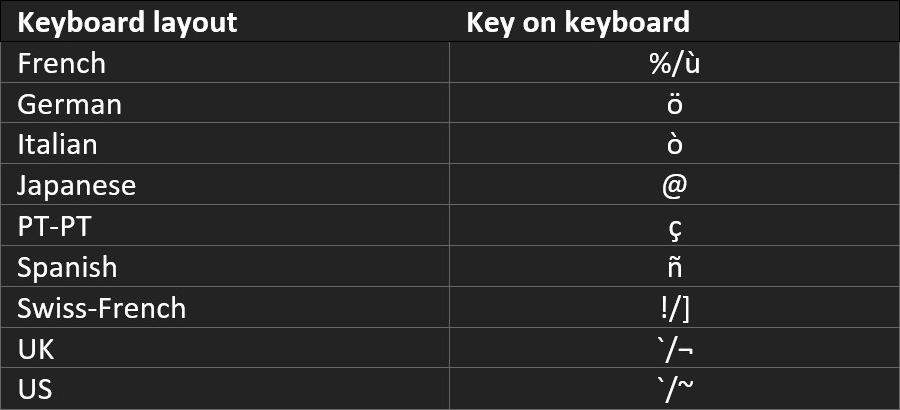 Keyboard layout Key on keyboard
French %/ù
German ö
Italian ò
Japanese @
PT-PT ç
Spanish ñ
Swiss-French !/]
UK `/¬
US `/~